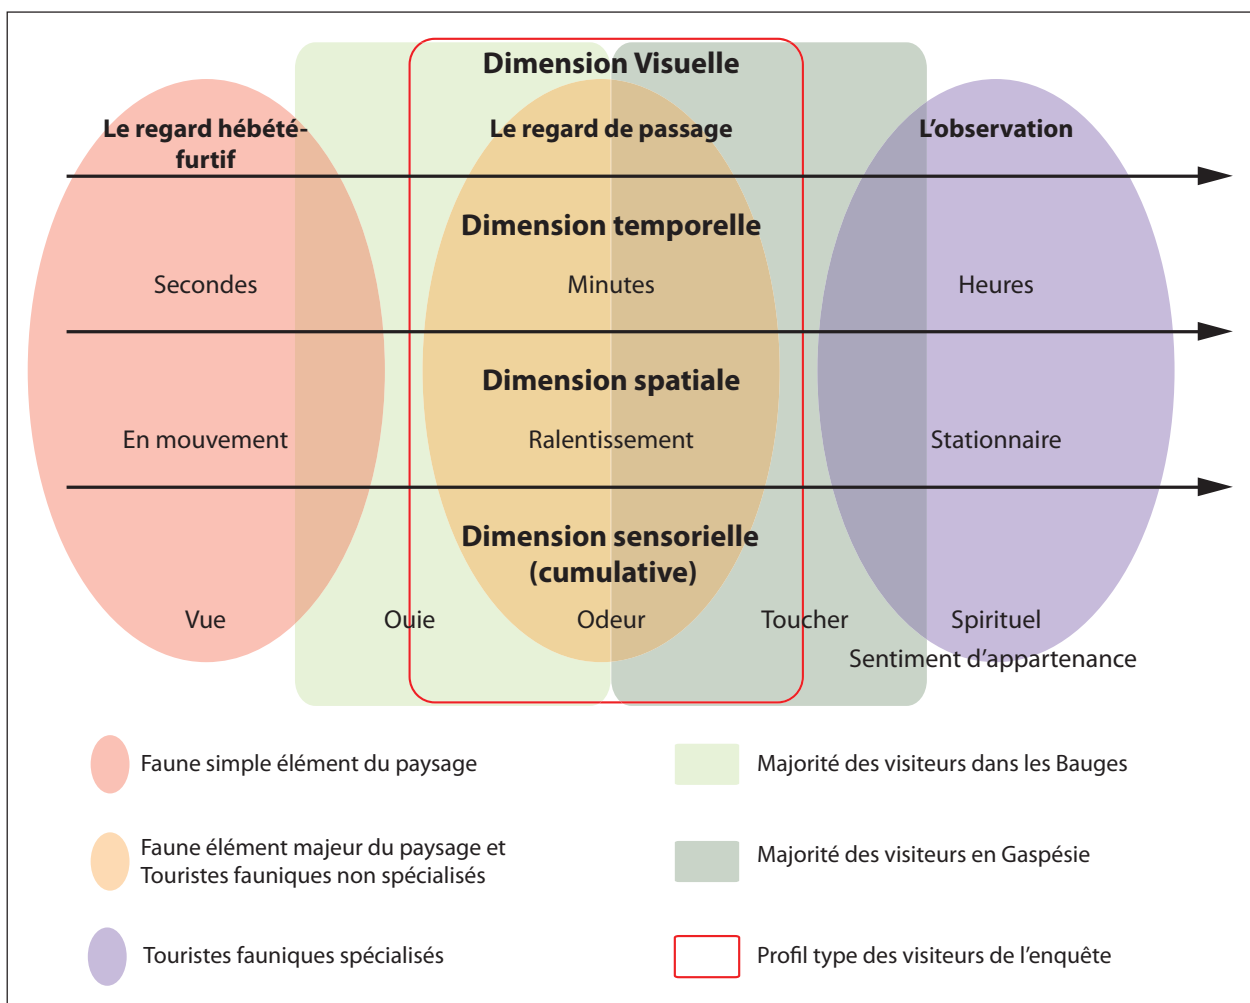 Dimension Visuelle
Le regard hébété-
furtif
Le regard de passage
L'observation
Dimension temporelle
Secondes
Minutes
Heures
Dimension spatiale
En mouvement
Ralentissement
Stationnaire
Dimension sensorielle
(cumulative)
Vue
Ouie
Odeur
Toucher
Spirituel
Sentiment d'appartenance
Faune simple élément du paysage
Faune élément majeur du paysage et
Touristes fauniques non spécialisés
Touristes fauniques spécialisés
Majorité des visiteurs dans les Bauges
Majorité des visiteurs en Gaspésie
Profil type des visiteurs de l'enquête